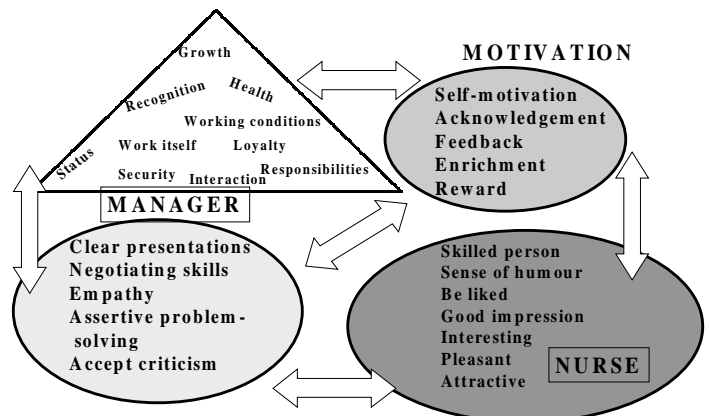 Growth
Recognition
Health
Working conditions
Work itself
Loyalty
Status
Security
Interaction
Responsibilities
MOTIVATION
Self-motivation
Acknowledgement
Feedback
Enrichment
Reward
MANAGER
Clear presentations
Negotiating skills
Empathy
Assertive problem-
solving
Accept criticism
Skilled person
Sense of humour
Be liked
Good impression
Interesting
Pleasant
Attractive
NURSE